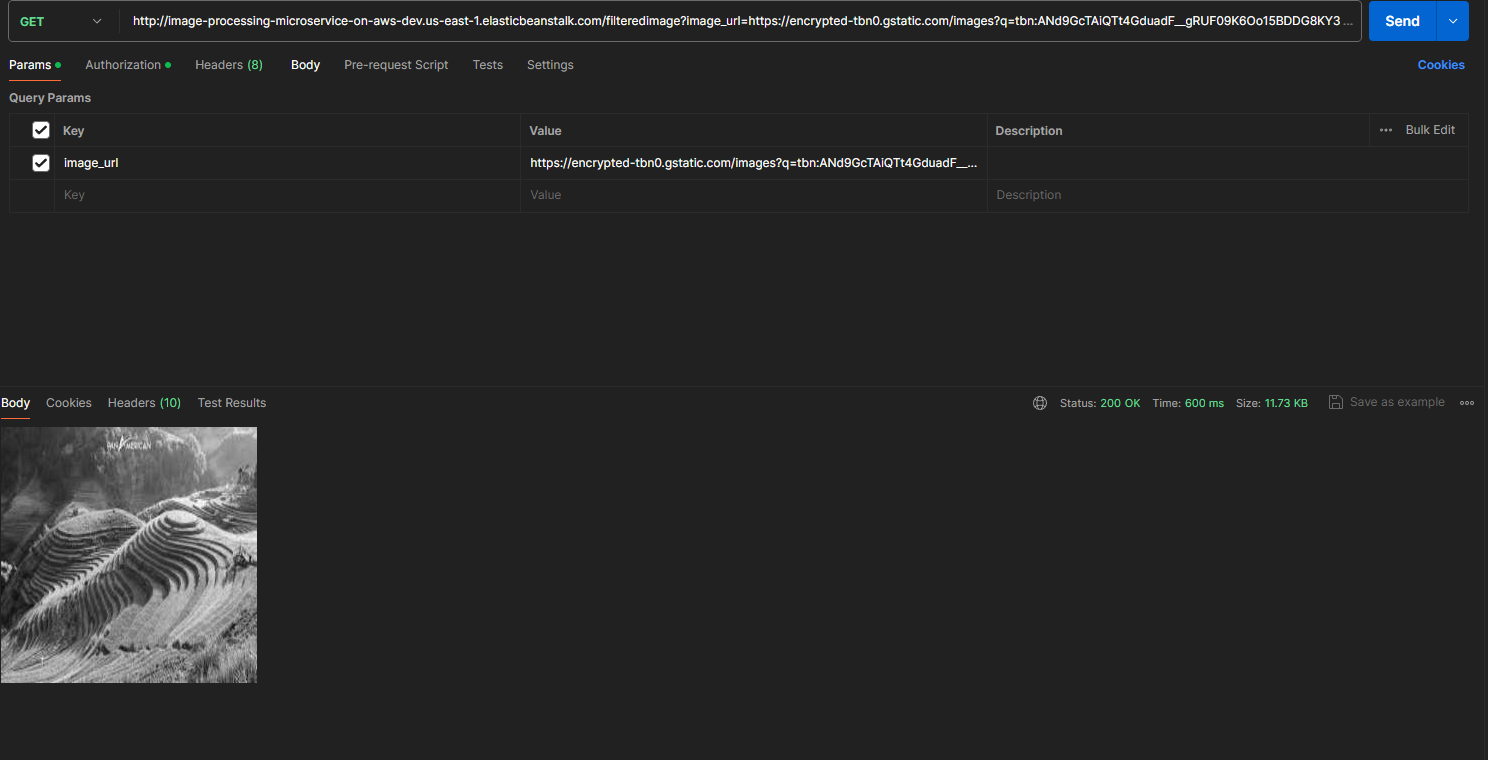 GET http://image-processing-microservice-on-aws-dev.us-east-1.elasticbeanstalk.com/filteredimage?image_url=https://encrypted-tbn0.gstatic.com/images?q=tbn:ANd9GcTAiQTt4GduadF__gRUF09K6Oo15BDDG8KY3 ... Send
Params Authorization Headers (8) Body Pre-request Script Tests Settings Cookies
Query Params
Key Value Description ... Bulk Edit
image_url https://encrypted-tbn0.gstatic.com/images?q=tbn:ANd9GcTAiQTt4GduadF__...
Key Value Description
Body Cookies Headers (10) Test Results Status: 200 OK Time: 600 ms Size: 11.73 KB Save as example
PAN AMERICAN